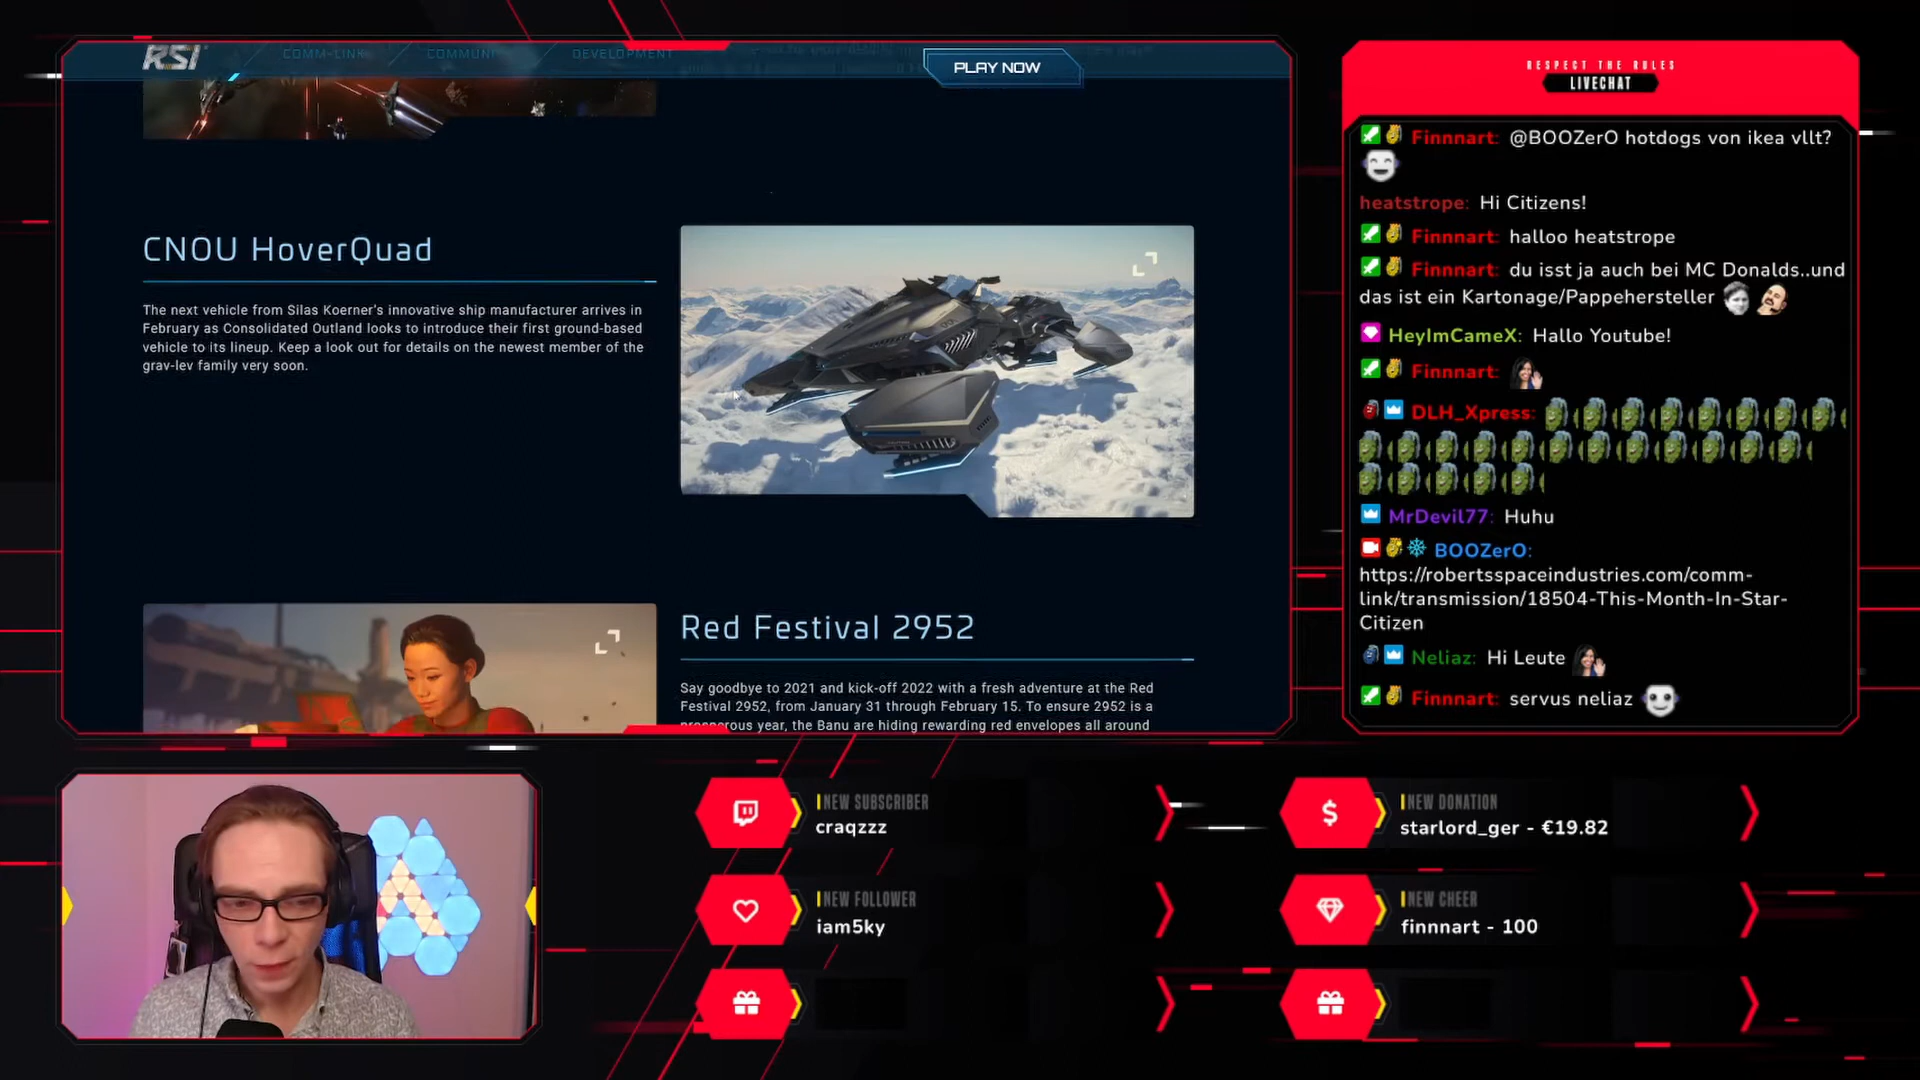 RSI
COMM-LINK
COMMUNI
DEVELOPMENT
PLAY NOW
CNOU HoverQuad
The next vehicle from Silas Koerner's innovative ship manufacturer arrives in
February as Consolidated Outland looks to introduce their first ground-based
vehicle to its lineup. Keep a look out for details on the newest member of the
grav-lev family very soon.
Red Festival 2952
Say goodbye to 2021 and kick-off 2022 with a fresh adventure at the Red
Festival 2952, from January 31 through February 15. To ensure 2952 is a
prosperous year, the Banu are hiding rewarding red envelopes all around
RESPECT THE RULES
LIVECHAT
Finnnart: @BOOZerO hotdogs von ikea vllt?
heatstrope: Hi Citizens!
Finnnart: halloo heatstrope
Finnnart: du isst ja auch bei MC Donalds..und
das ist ein Kartonage/Pappehersteller
HeyImCameX: Hallo Youtube!
Finnnart:
DLH_Xpress:
MrDevil77: Huhu
BOOZerO:
https://robertsspaceindustries.com/comm-
link/transmission/18504-This-Month-In-Star-
Citizen
Neliaz: Hi Leute
Finnnart: servus neliaz
NEW SUBSCRIBER
craqzzz
NEW DONATION
starlord_ger - €19.82
NEW FOLLOWER
iam5ky
NEW CHEER
finnnart - 100